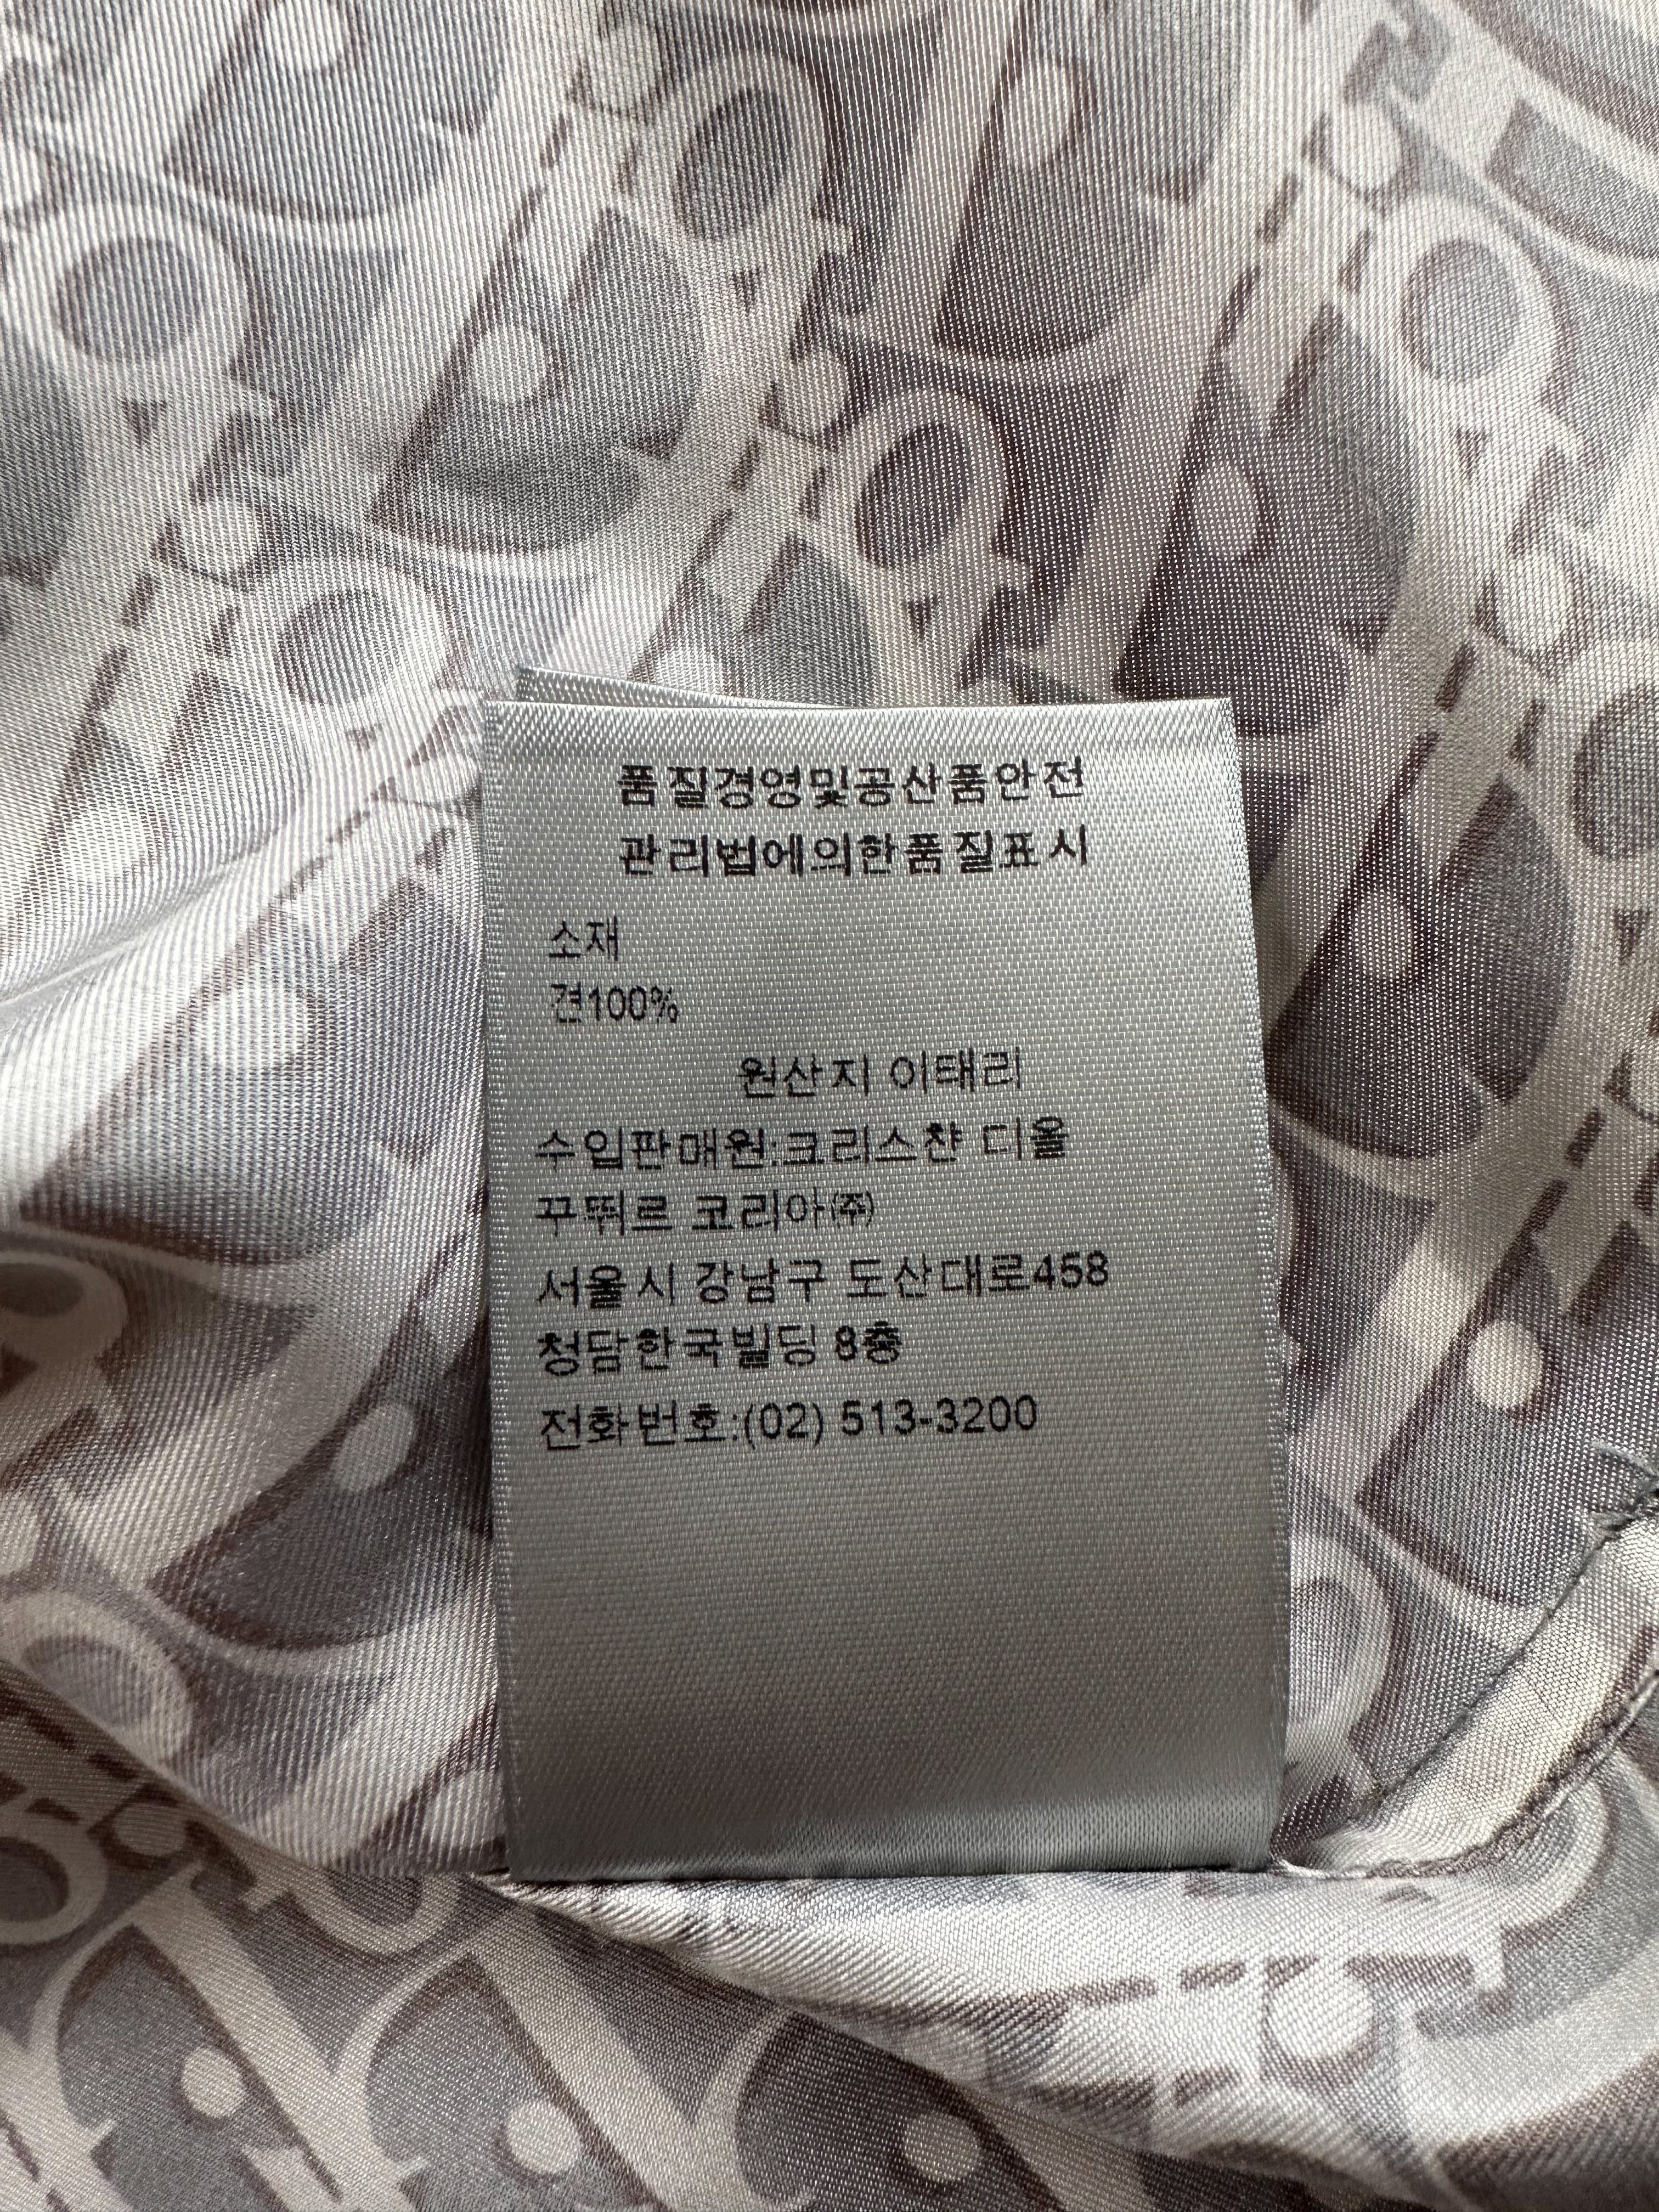 품질경영및공산품안전
관리법에의한품질표시
소재
견100%
원산지 이태리
수입판매원:크리스챤 디올
꾸뛰르 코리아㈜
서울시 강남구 도산대로458
청담한국빌딩 8층
전화번호:(02) 513-3200